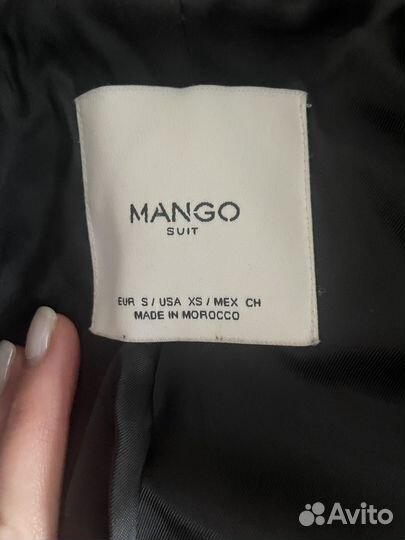 MANGO
SUIT
EUR S / USA XS / MEX CH
MADE IN MOROCCO
Avito